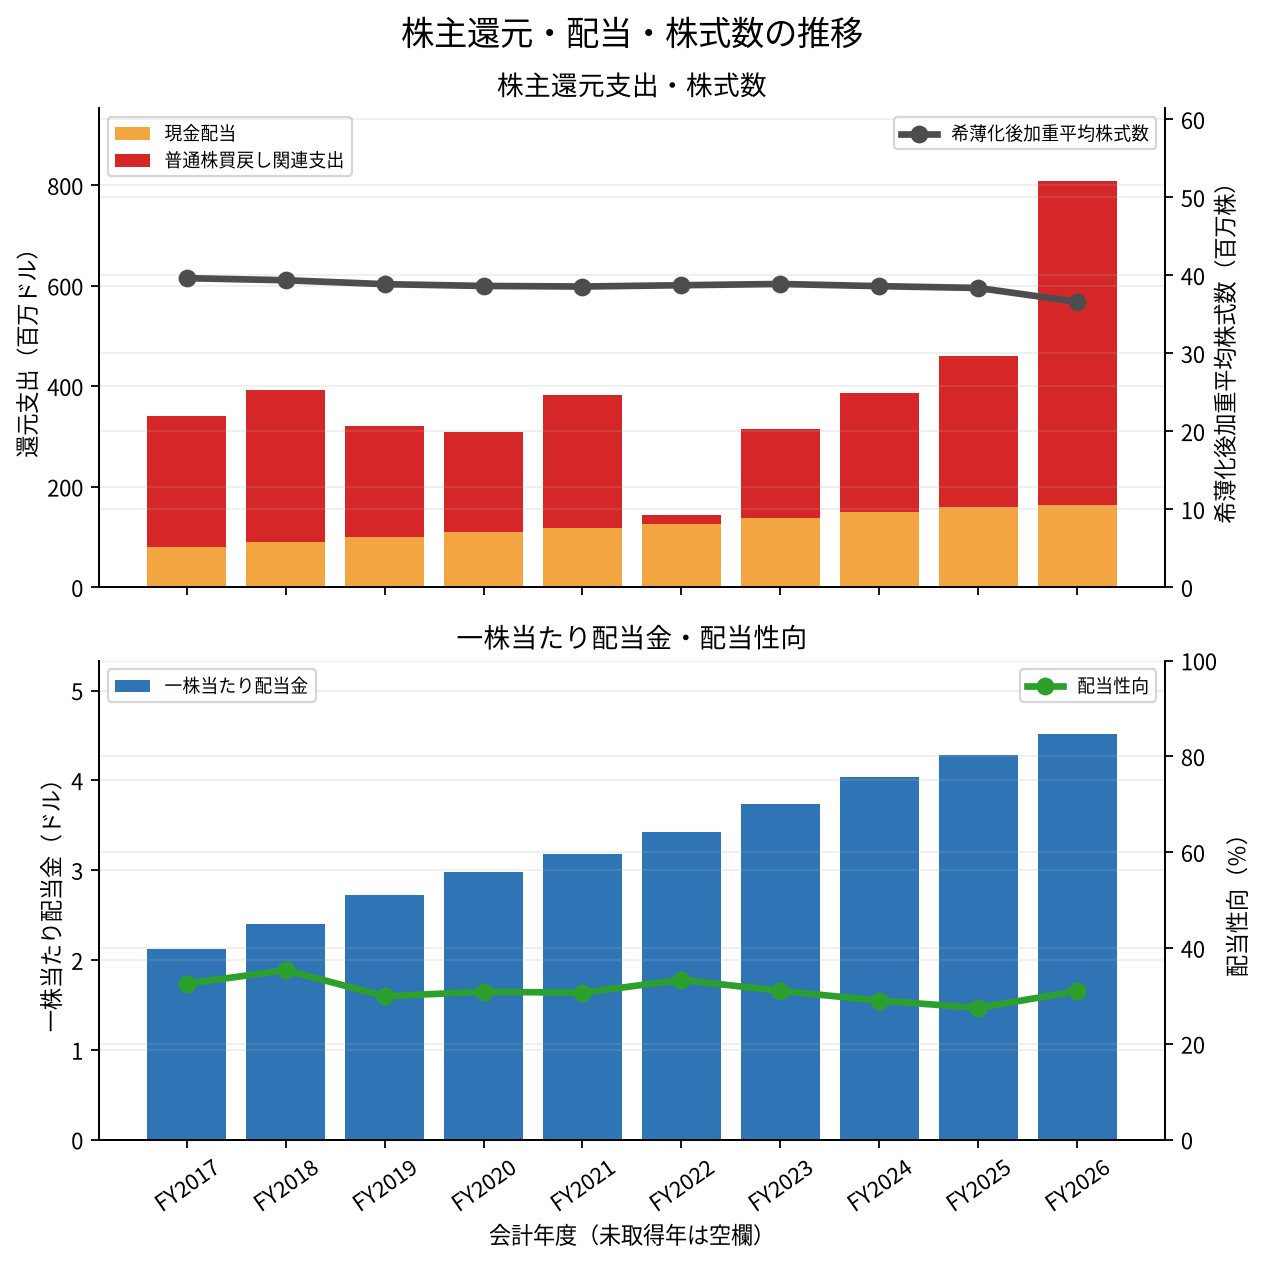 株主還元・配当・株式数の推移
株主還元支出・株式数
現金配当
普通株買戻し関連支出
希薄化後加重平均株式数
還元支出（百万ドル）
希薄化後加重平均株式数（百万株）
800
600
400
200
0
60
50
40
30
20
10
0
一株当たり配当金・配当性向
一株当たり配当金
配当性向
一株当たり配当金（ドル）
配当性向（%）
5
4
3
2
1
0
100
80
60
40
20
0
FY2017
FY2018
FY2019
FY2020
FY2021
FY2022
FY2023
FY2024
FY2025
FY2026
会計年度（未取得年は空欄）